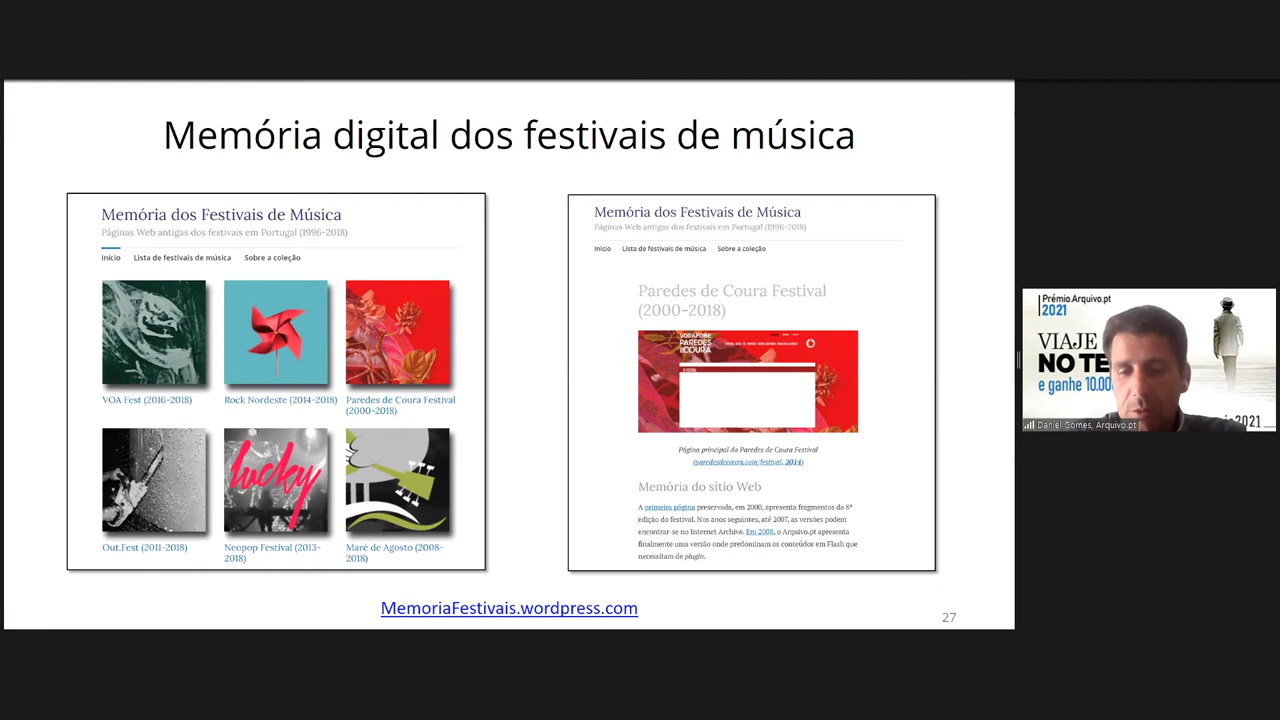 Memória digital dos festivais de música
Memória dos Festivais de Música
Páginas Web antigas dos festivais em Portugal (1996-2018)
Início Lista de festivais de música Sobre a coleção
VOA Fest (2016-2018) Rock Nordeste (2014-2018) Paredes de Coura Festival
(2000-2018)
lucky
Out.Fest (2011-2018) Neopop Festival (2013-
2018)
Maré de Agosto (2008-
2018)
Memória dos Festivais de Música
Páginas Web antigas dos festivais em Portugal (1996-2018)
Início Lista de festivais de música Sobre a coleção
Paredes de Coura Festival
(2000-2018)
VODAFONE
PAREDES
DE COURA
Página principal do Paredes de Coura Festival
(paredesdecoura.com/festival, 2014)
Memória do sítio Web
A primeira página preservada, em 2000, apresenta fragmentos da 8ª
edição do festival. Nos anos seguintes, até 2007, as versões podem
encontrar-se no Internet Archive. Em 2008, o Arquivo.pt apresenta
finalmente uma versão onde predominam os conteúdos em Flash que
necessitam de plugin.
MemoriaFestivais.wordpress.com
27
Prémio.Arquivo.pt
2021
VIAJE
NO TE
e ganhe 10.00
2021
Daniel Gomes, Arquivo.pt